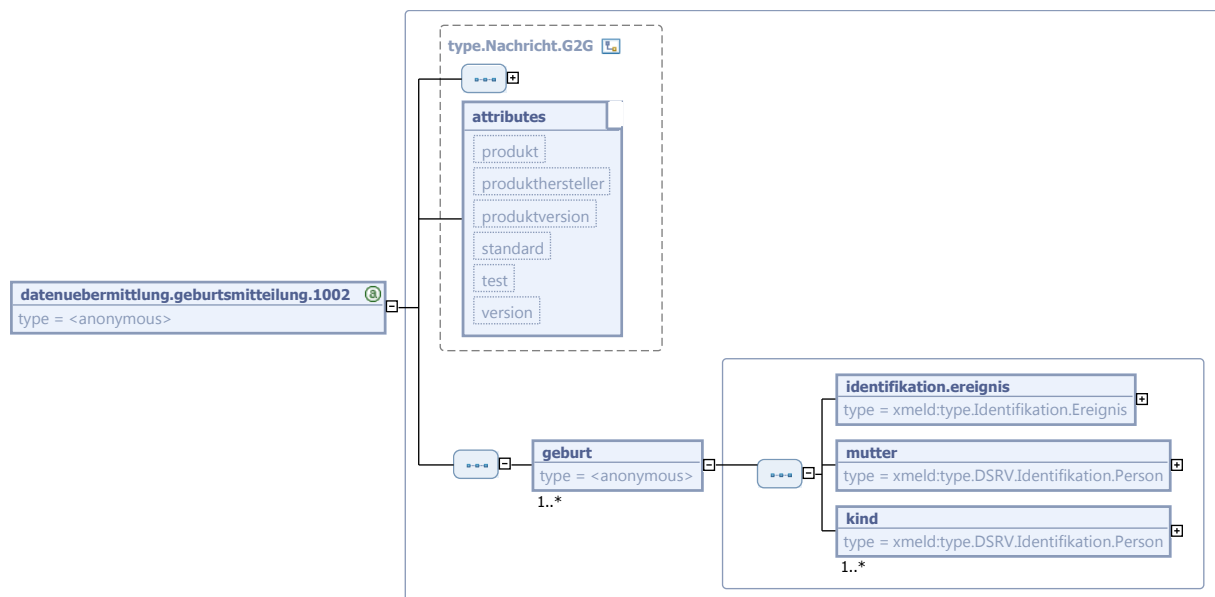 type.Nachricht.G2G
attributes
produkt
produkthersteller
produktversion
standard
test
version
datenuebermittlung.geburtsmitteilung.1002 @
type = <anonymous>
geburt
type = <anonymous>
1..*
identifikation.ereignis
type = xmeld:type.Identifikation.Ereignis
mutter
type = xmeld:type.DSRV.Identifikation.Person
kind
type = xmeld:type.DSRV.Identifikation.Person
1..*